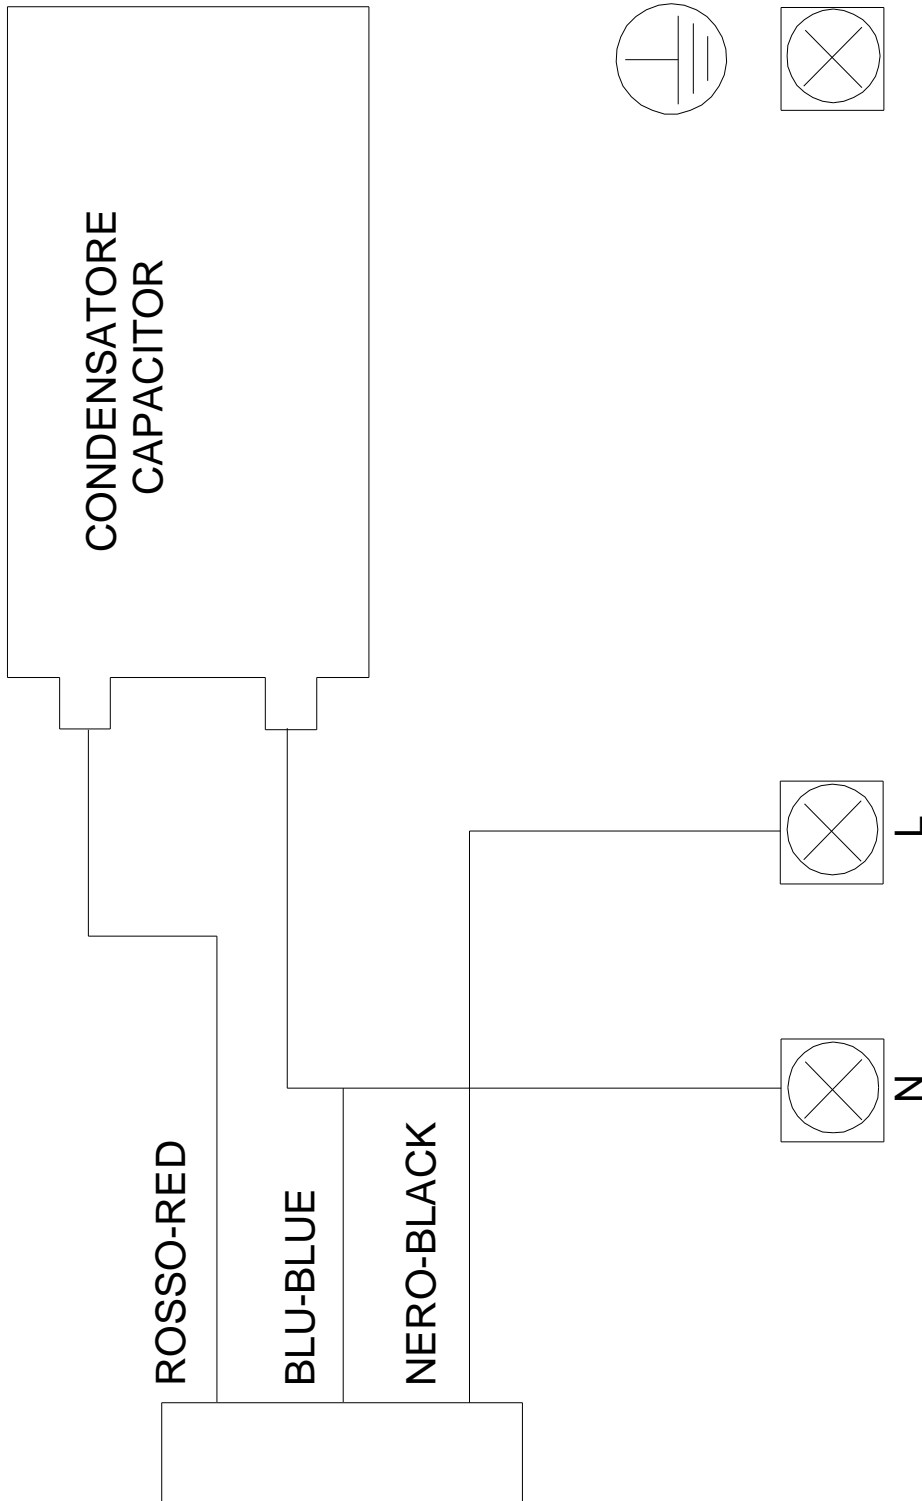 CONDENSATORE
CAPACITOR
ROSSO-RED
BLU-BLUE
NERO-BLACK
L
N